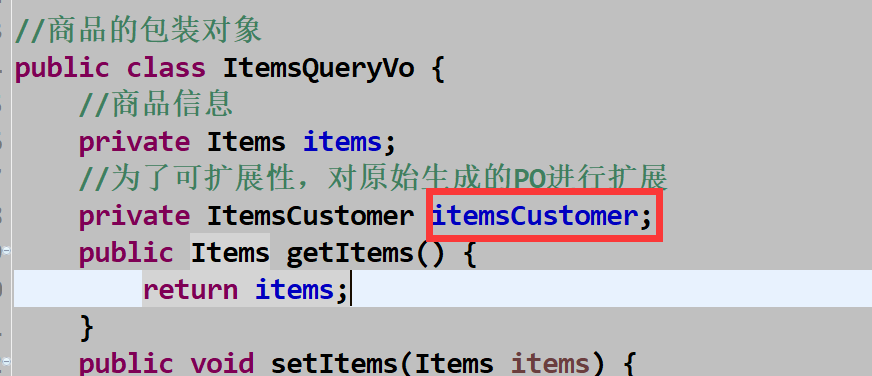 //商品的包装对象
public class ItemsQueryVo {
//商品信息
private Items items;
//为了可扩展性，对原始生成的PO进行扩展
private ItemsCustomer itemsCustomer;
public Items getItems() {
return items;
}
public void setItems(Items items) {